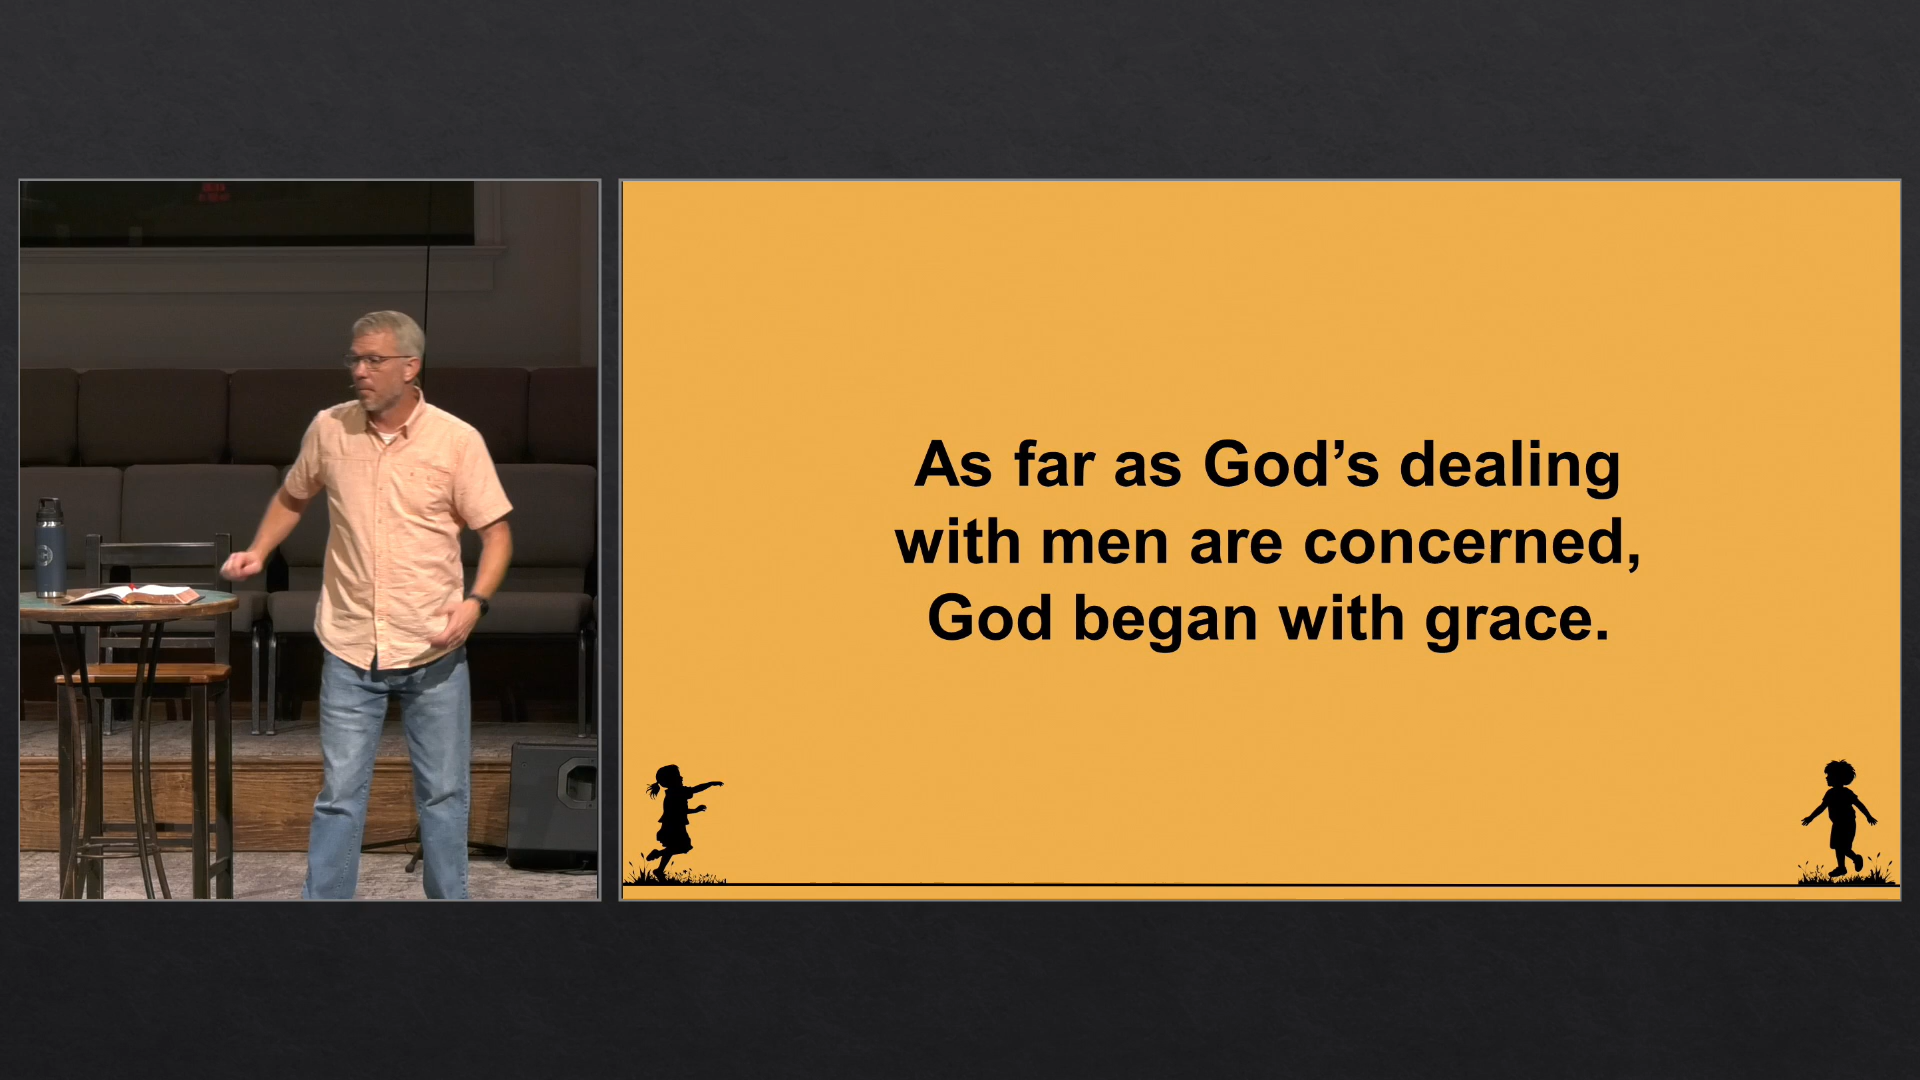 As far as God’s dealing
with men are concerned,
God began with grace.